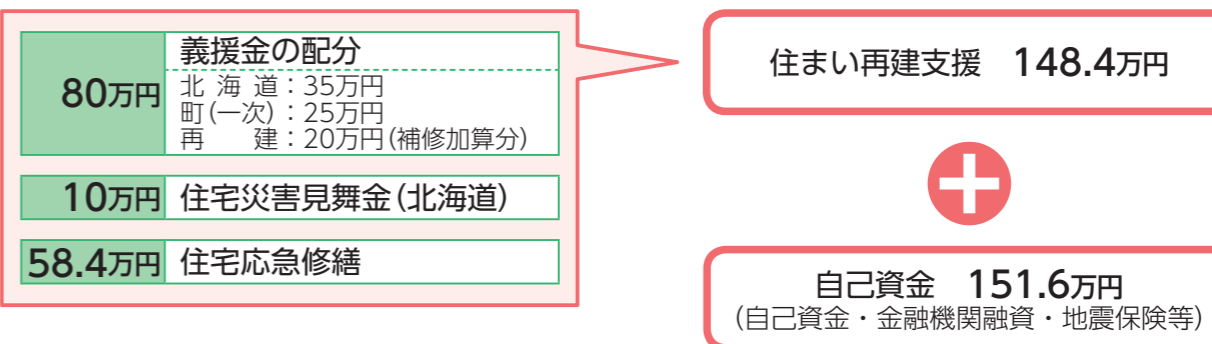 80万円
義援金の配分
北 海 道：35万円
町(一次)：25万円
再　　建：20万円(補修加算分)
10万円 住宅災害見舞金(北海道)
58.4万円 住宅応急修繕
住まい再建支援　148.4万円
自己資金　151.6万円
(自己資金・金融機関融資・地震保険等)